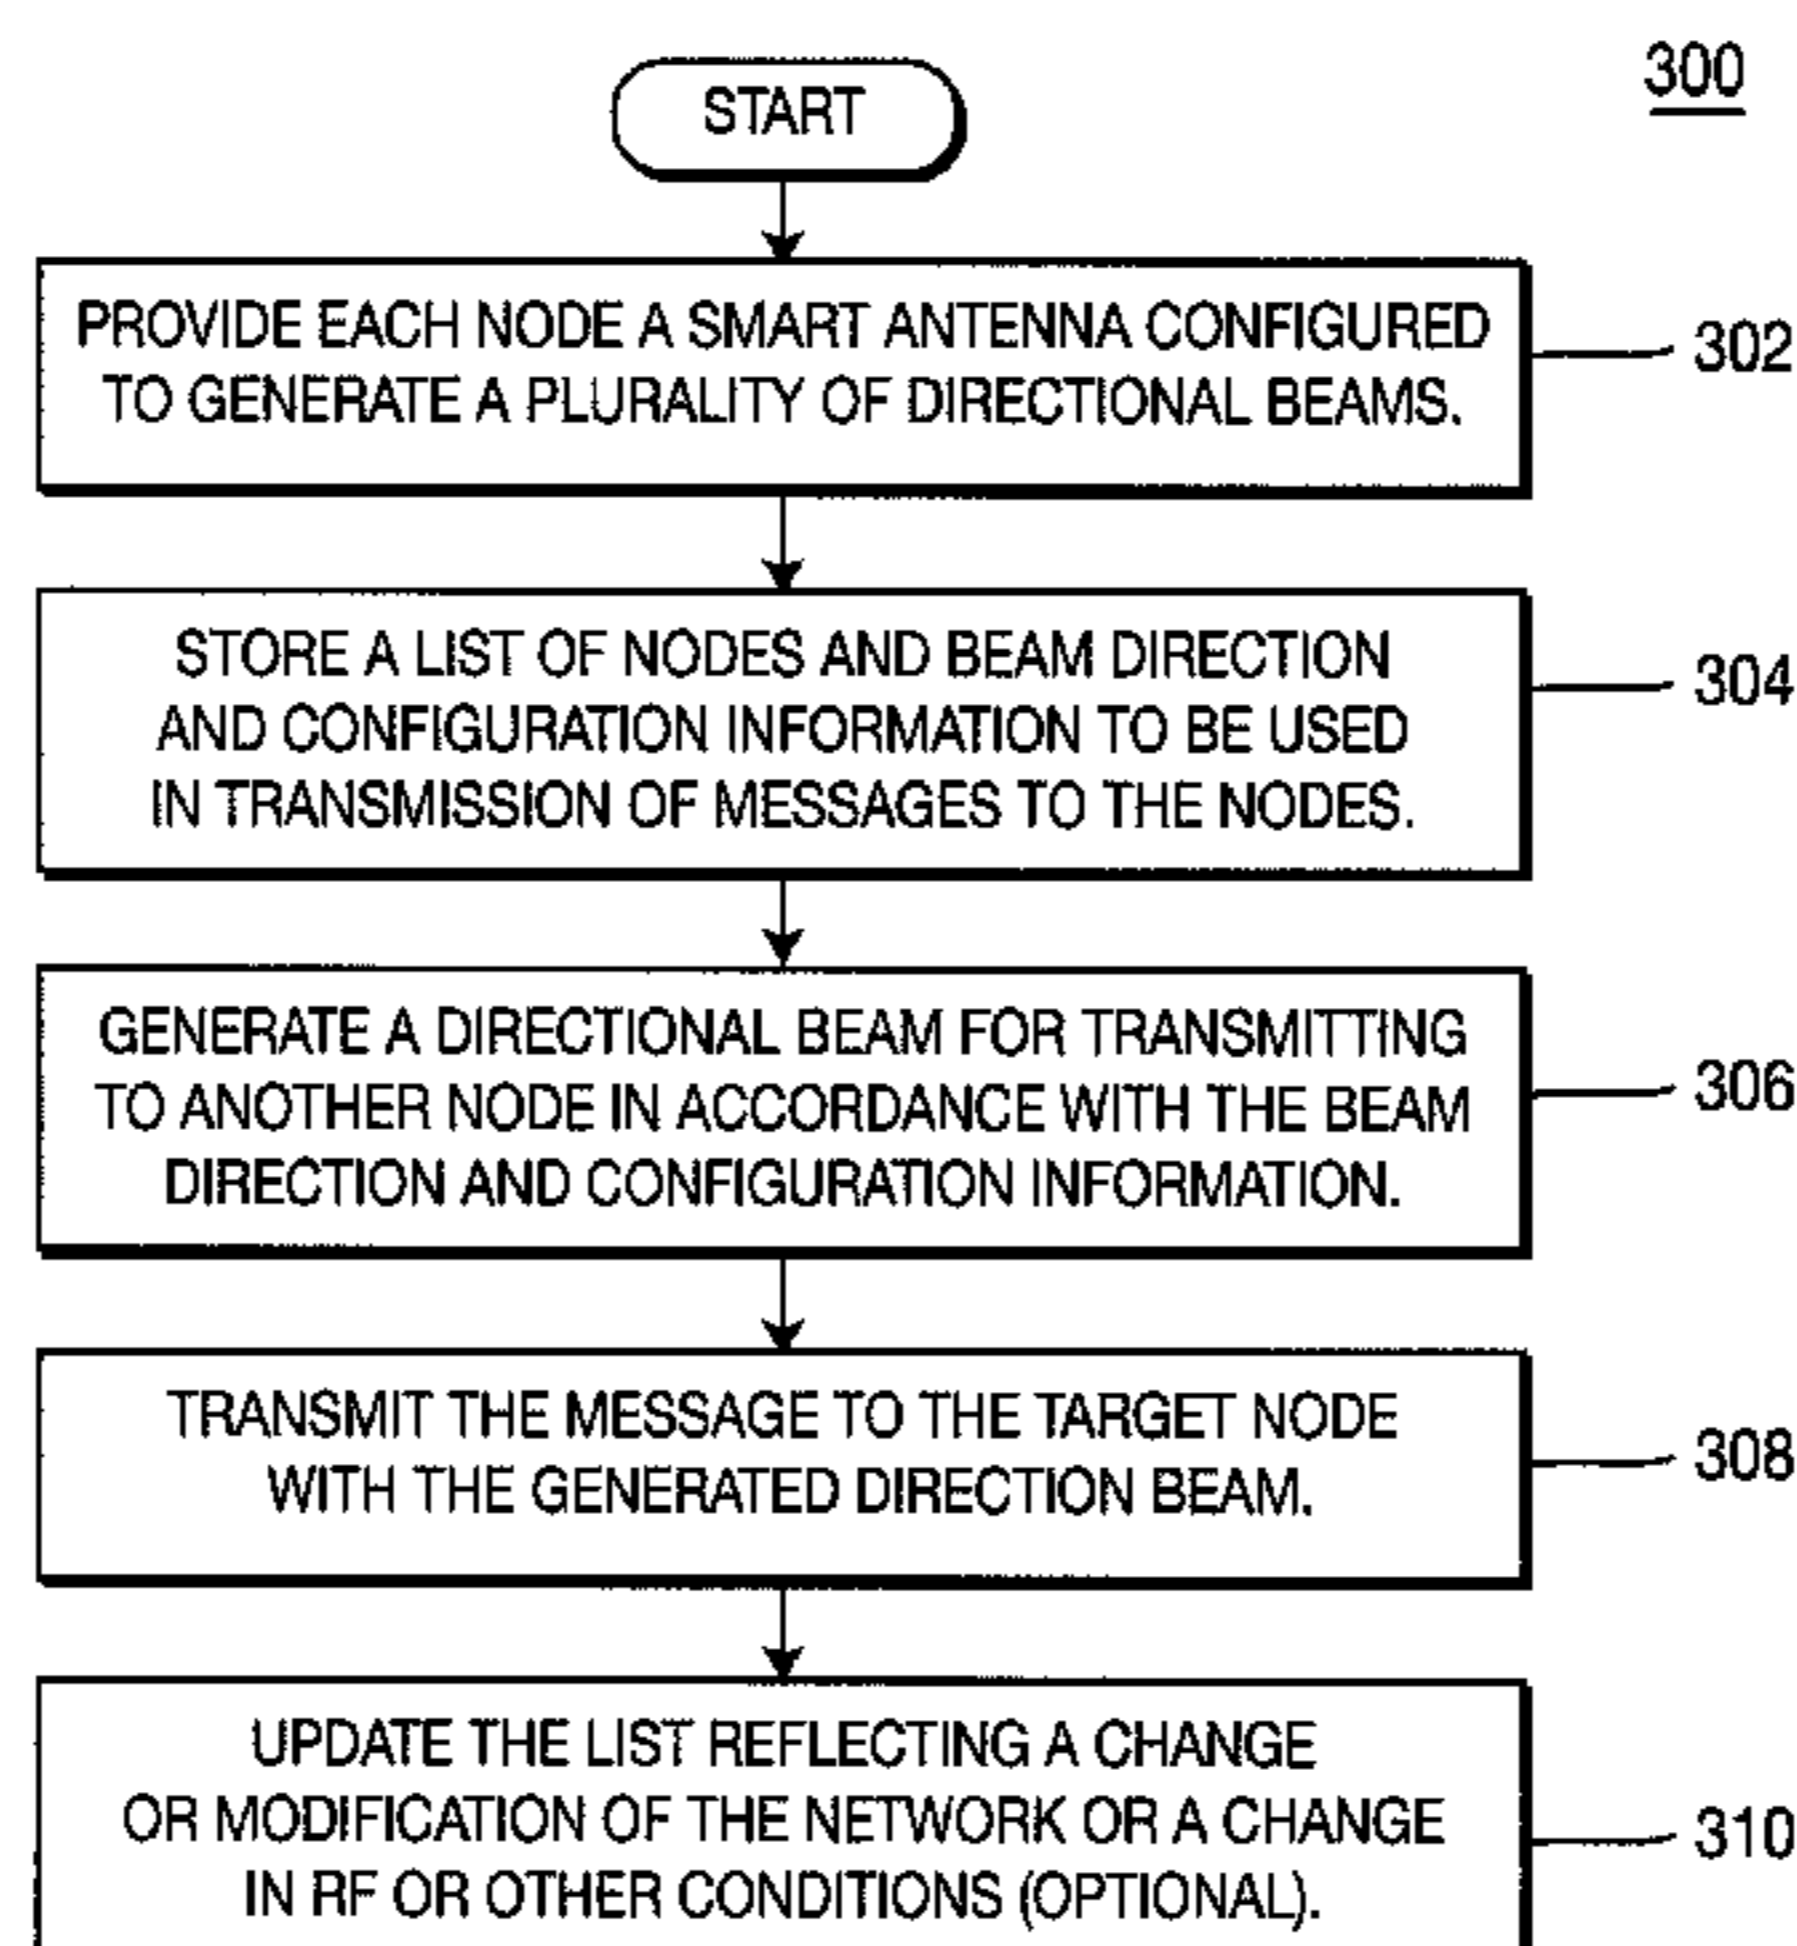 300
START
PROVIDE EACH NODE A SMART ANTENNA CONFIGURED
TO GENERATE A PLURALITY OF DIRECTIONAL BEAMS.
302
STORE A LIST OF NODES AND BEAM DIRECTION
AND CONFIGURATION INFORMATION TO BE USED
IN TRANSMISSION OF MESSAGES TO THE NODES.
304
GENERATE A DIRECTIONAL BEAM FOR TRANSMITTING
TO ANOTHER NODE IN ACCORDANCE WITH THE BEAM
DIRECTION AND CONFIGURATION INFORMATION.
306
TRANSMIT THE MESSAGE TO THE TARGET NODE
WITH THE GENERATED DIRECTION BEAM.
308
UPDATE THE LIST REFLECTING A CHANGE
OR MODIFICATION OF THE NETWORK OR A CHANGE
IN RF OR OTHER CONDITIONS (OPTIONAL).
310